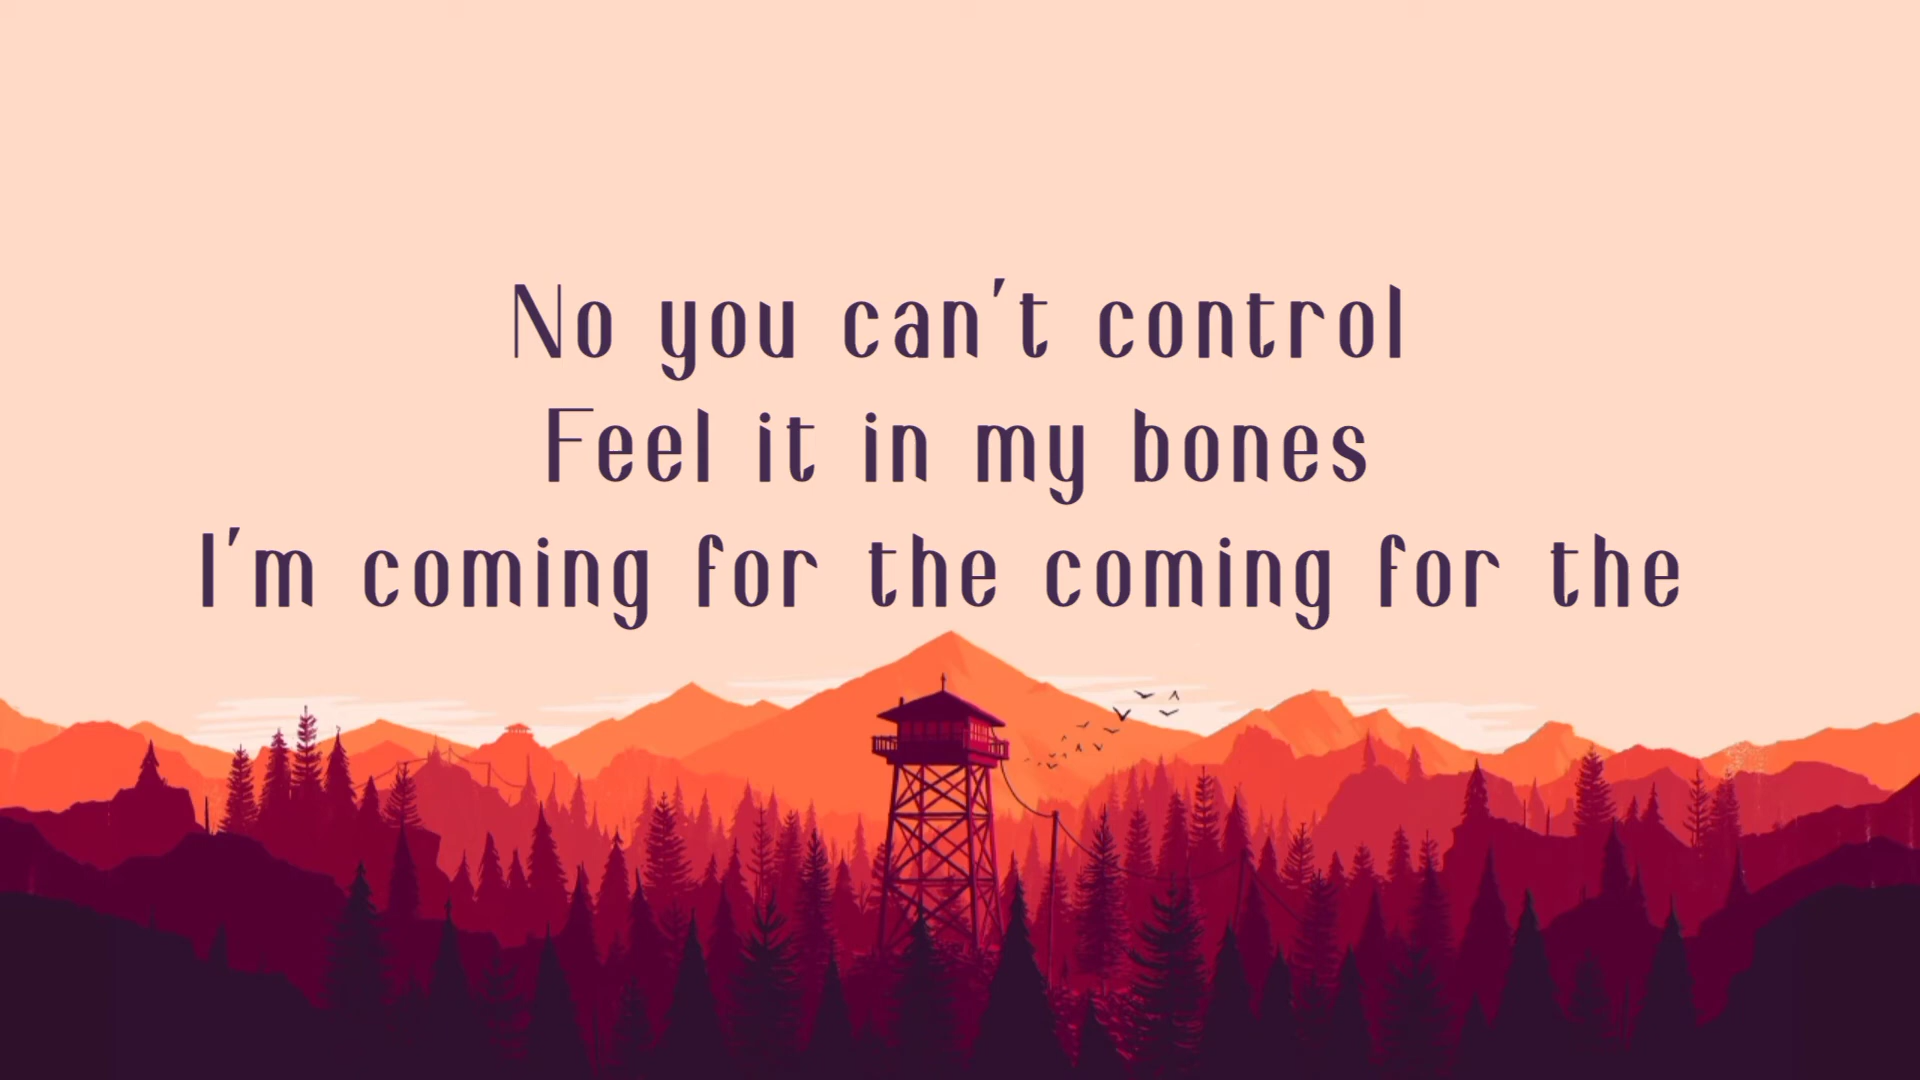 No you can't control
Feel it in my bones
I'm coming for the coming for the